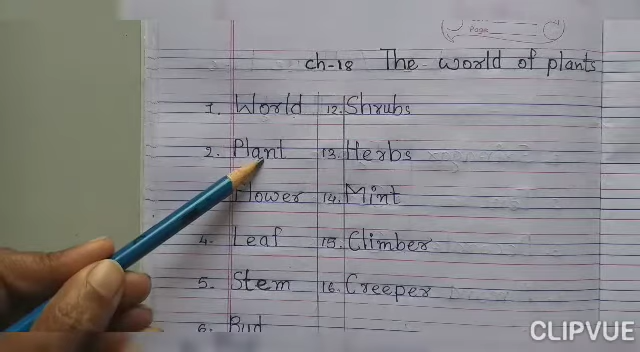 Page
Ch-18 The world of plants
1. World 12. Shrubs
2. Plant 13. Herbs
Flower 14. Mint
4. Leaf 15. Climber
5. Stem 16. Creeper
6. Bud
CLIPVUE